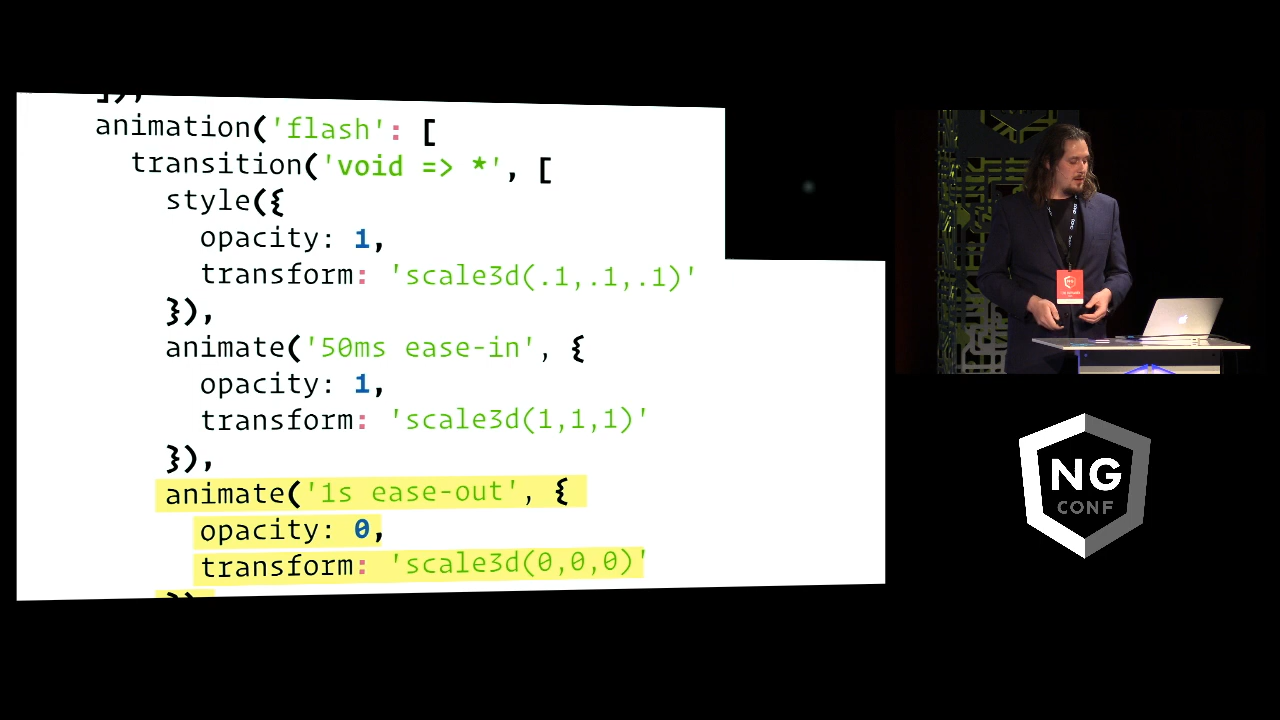 animation('flash': [
transition('void => *', [
style({
opacity: 1,
transform: 'scale3d(.1,.1,.1)'
}),
animate('50ms ease-in', {
opacity: 1,
transform: 'scale3d(1,1,1)'
}),
animate('1s ease-out', {
opacity: 0,
transform: 'scale3d(0,0,0)'
NG
CONF